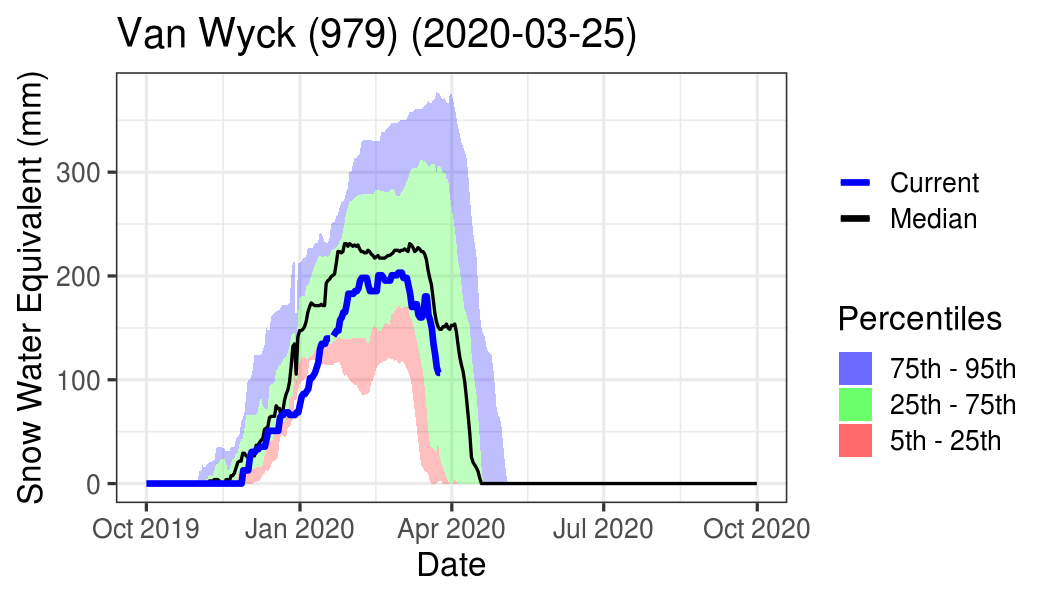 Van Wyck (979) (2020-03-25)
Snow Water Equivalent (mm)
300
200
100
0
Oct 2019 Jan 2020 Apr 2020 Jul 2020 Oct 2020
Date
Current
Median
Percentiles
75th - 95th
25th - 75th
5th - 25th